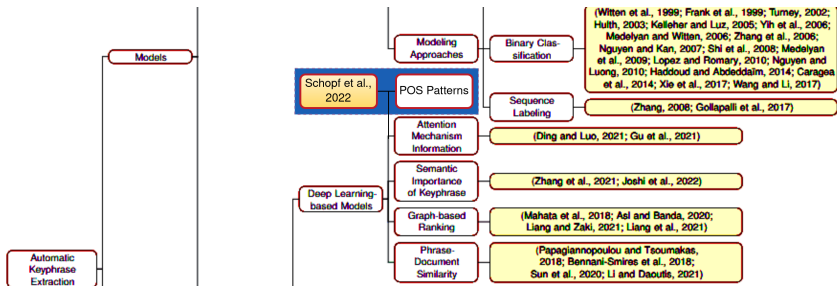 (Witten et al., 1999; Frank et al., 1999; Turney, 2002;
Hulth, 2003; Kelleher and Luz, 2005; Yih et al., 2006;
Medelyan and Witten, 2006; Zhang et al., 2006;
Nguyen and Kan, 2007; Shi et al., 2008; Medelyan
et al., 2009; Lopez and Romary, 2010; Nguyen and
Luong, 2010; Haddoud and Abdeddaïm, 2014; Caragea
et al., 2014; Xie et al., 2017; Wang and Li, 2017)
Modeling
Approaches
Binary Clas-
sification
Models
Schopf et al.,
2022
POS Patterns
Sequence
Labeling
(Zhang, 2008; Gollapalli et al., 2017)
Attention
Mechanism
Information
(Ding and Luo, 2021; Gu et al., 2021)
Semantic
Importance
of Keyphrase
(Zhang et al., 2021; Joshi et al., 2022)
Deep Learning-
based Models
Graph-based
Ranking
(Mahata et al., 2018; Asl and Banda, 2020;
Liang and Zaki, 2021; Liang et al., 2021)
Phrase-
Document
Similarity
(Papagiannopoulou and Tsoumakas,
2018; Bennani-Smires et al., 2018;
Sun et al., 2020; Li and Daoutis, 2021)
Automatic
Keyphrase
Extraction